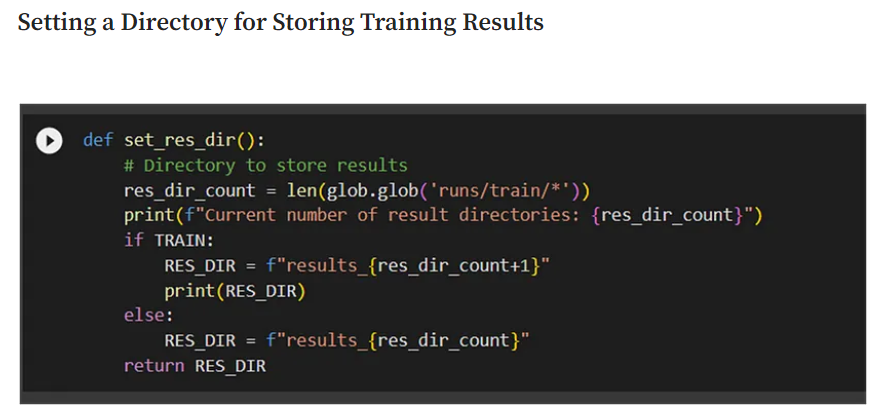 Setting a Directory for Storing Training Results
def set_res_dir():
    # Directory to store results
    res_dir_count = len(glob.glob('runs/train/*'))
    print(f"Current number of result directories: {res_dir_count}")
    if TRAIN:
        RES_DIR = f"results_{res_dir_count+1}"
        print(RES_DIR)
    else:
        RES_DIR = f"results_{res_dir_count}"
    return RES_DIR